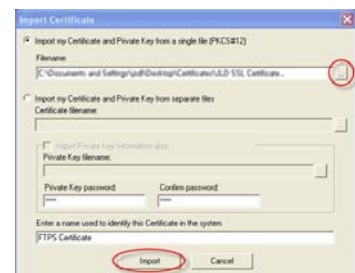 Import Certificate
Import my Certificate and Private Key from a single file (PKCS#12)
Filename:
C:\Documents and Settings\pdl\Desktop\Certificates\JLD SSL Certificate..
...
Import my Certificate and Private Key from separate files
Certificate filename:
Import Private Key Information also:
Private Key filename:
Private Key password:
Confirm password:
****
****
Enter a name used to identify this Certificate in the system
FTPS Certificate
Import
Cancel